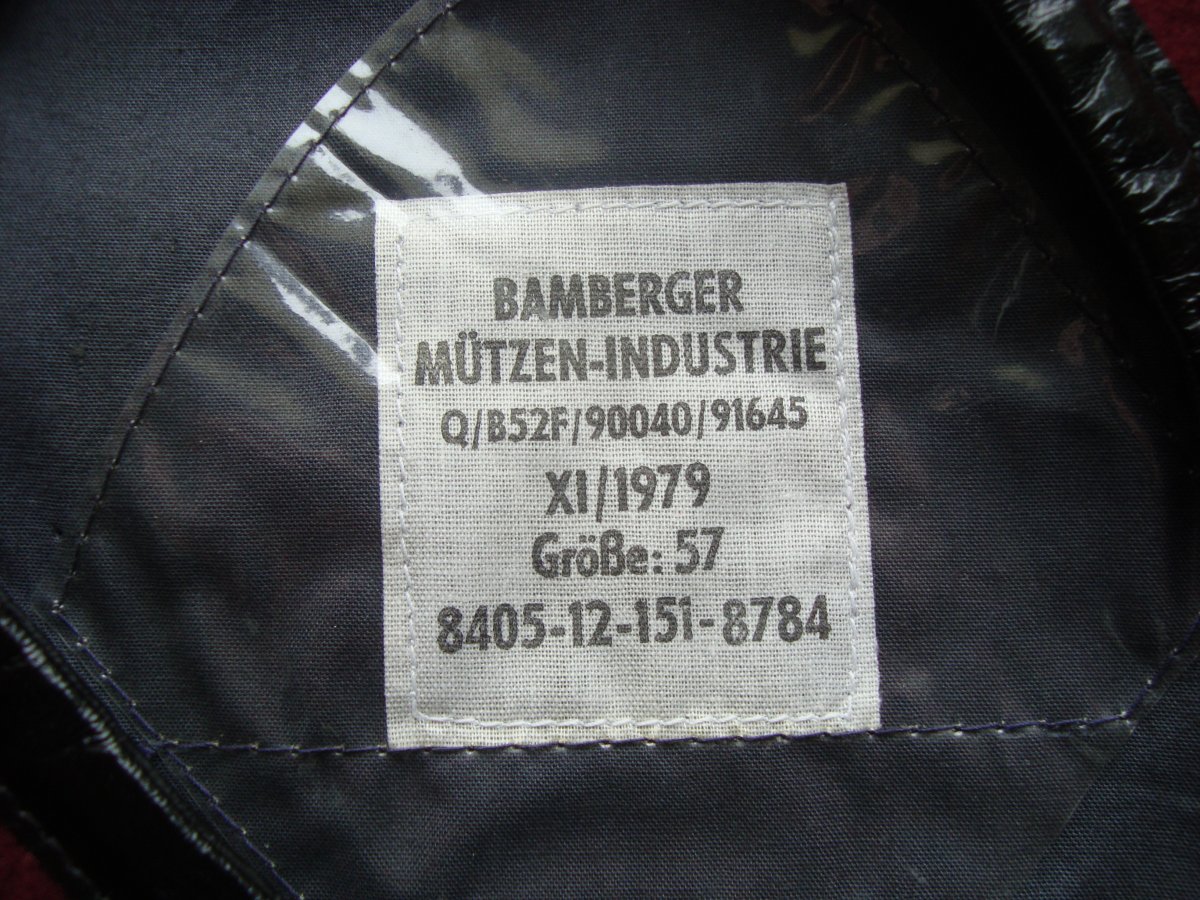 BAMBERGER
MÜTZEN-INDUSTRIE
Q/B52F/90040/91645
XI/1979
Größe: 57
8405-12-151-8784